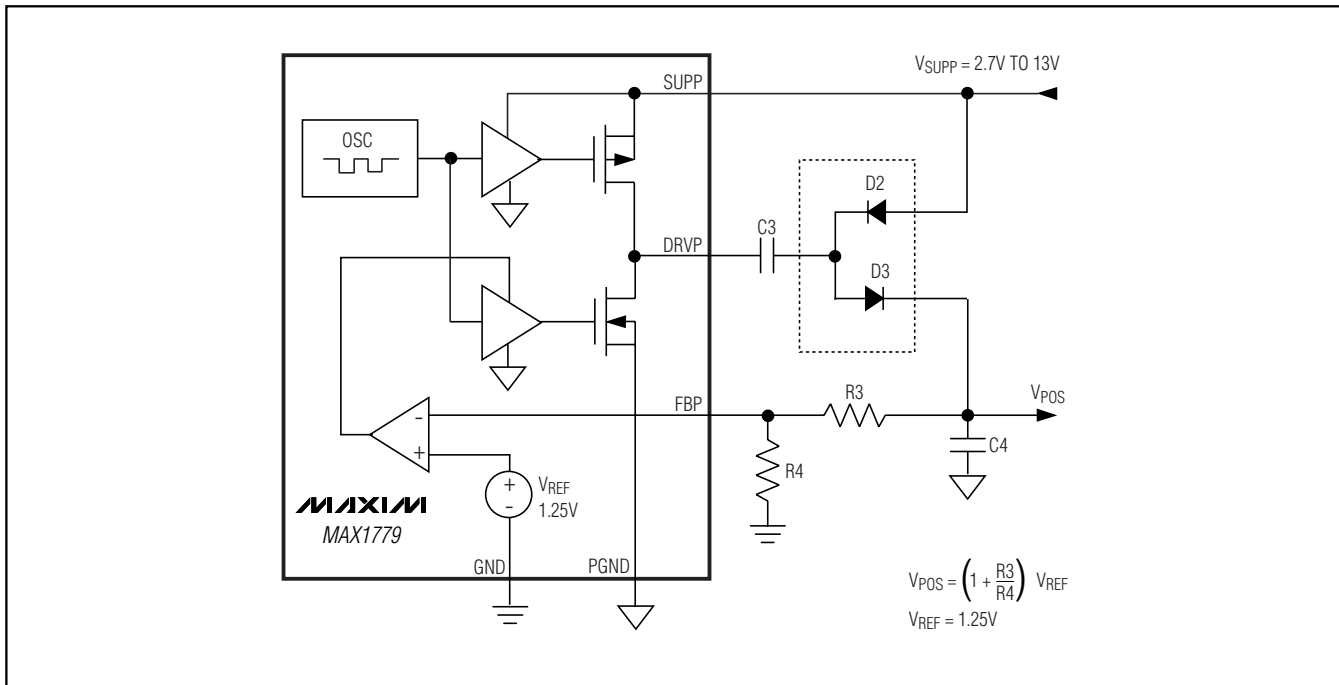 SUPP
V_SUPP = 2.7V TO 13V
OSC
D2
C3
DRVP
D3
FBP
R3
V_POS
-
+
R4
C4
+
-
V_REF
1.25V
MAXIM
MAX1779
GND
PGND
V_POS = (1 + R3/R4) V_REF
V_REF = 1.25V